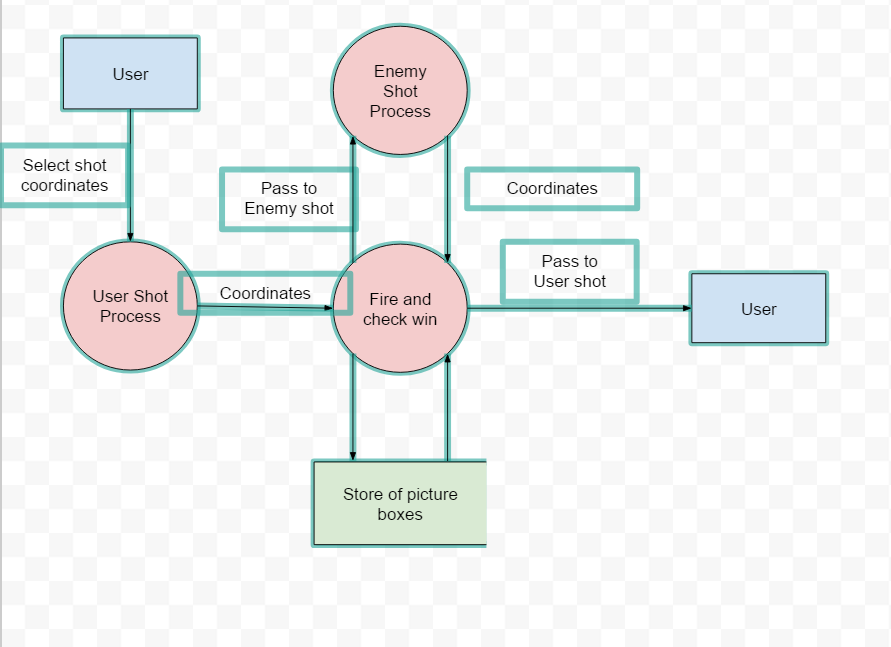 User
Enemy
Shot
Process
Select shot
coordinates
Pass to
Enemy shot
Coordinates
Pass to
User shot
User Shot
Process
Coordinates
Fire and
check win
User
Store of picture
boxes